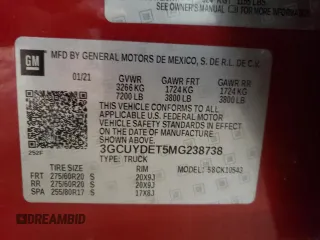 SEE OWNER'S MANUAL
GM
MFD BY GENERAL MOTORS DE MEXICO, S. DE R.L. DE C.V.
01/21 GVWR GAWR FRT GAWR RR
3266 KG 1724 KG 1724 KG
7200 LB 3800 LB 3800 LB
THIS VEHICLE CONFORMS TO ALL
APPLICABLE U.S. FEDERAL MOTOR
VEHICLE SAFETY STANDARDS IN
EFFECT ON THE DATE OF
MANUFACTURE SHOWN ABOVE.
3GCUYDET5MG238738
252F TYPE: TRUCK
TIRE SIZE RIM MODEL:
FRT 275/60R20 S 20X9J
RR 275/60R20 S 20X9J
SPA 255/80R17 S
DREAMBID